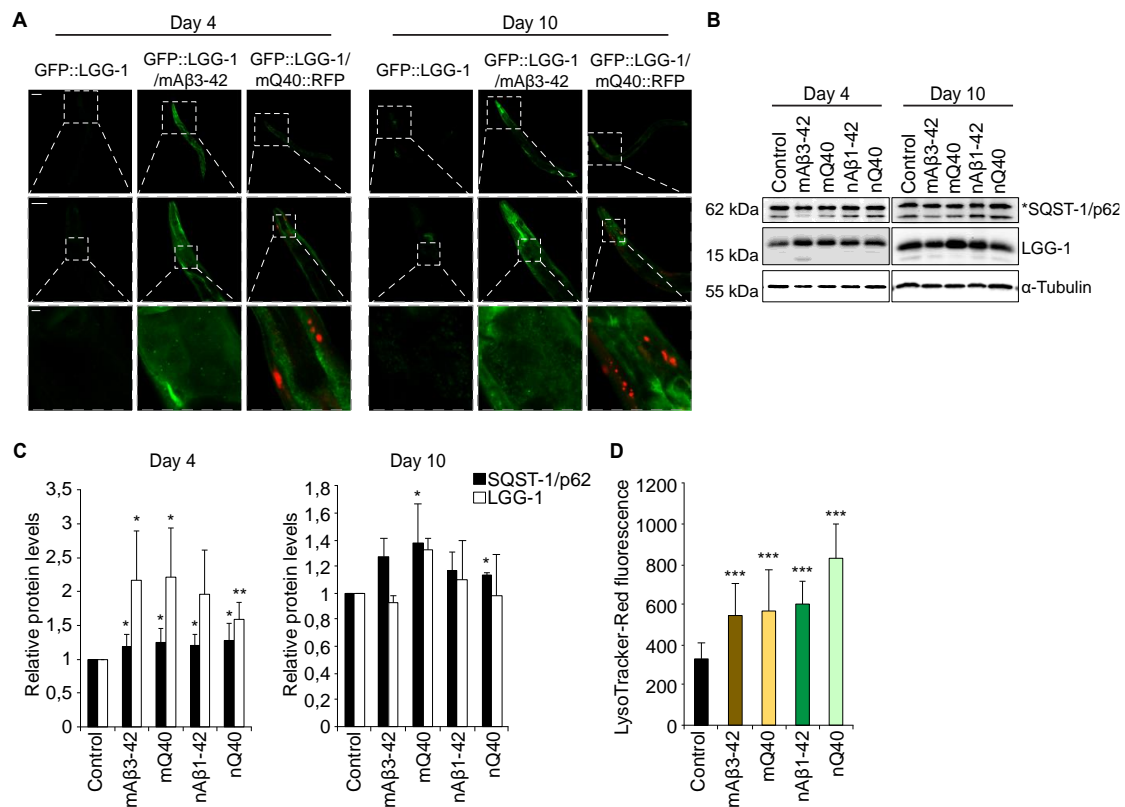 A
Day 4
Day 10
GFP::LGG-1
GFP::LGG-1
/mAβ3-42
GFP::LGG-1/
mQ40::RFP
GFP::LGG-1
GFP::LGG-1
/mAβ3-42
GFP::LGG-1/
mQ40::RFP
B
Day 4
Day 10
Control
mAβ3-42
mQ40
nAβ1-42
nQ40
Control
mAβ3-42
mQ40
nAβ1-42
nQ40
62 kDa
*SQST-1/p62
15 kDa
LGG-1
55 kDa
α-Tubulin
C
Day 4
Relative protein levels
4
3,5
3
2,5
2
1,5
1
0,5
0
* * * * * * **
Control
mAβ3-42
mQ40
nAβ1-42
nQ40
Day 10
SQST-1/p62
LGG-1
Relative protein levels
1,8
1,6
1,4
1,2
1
0,8
0,6
0,4
0,2
0
* *
Control
mAβ3-42
mQ40
nAβ1-42
nQ40
D
LysoTracker-Red fluorescence
1200
1000
800
600
400
200
0
*** *** *** ***
Control
mAβ3-42
mQ40
nAβ1-42
nQ40